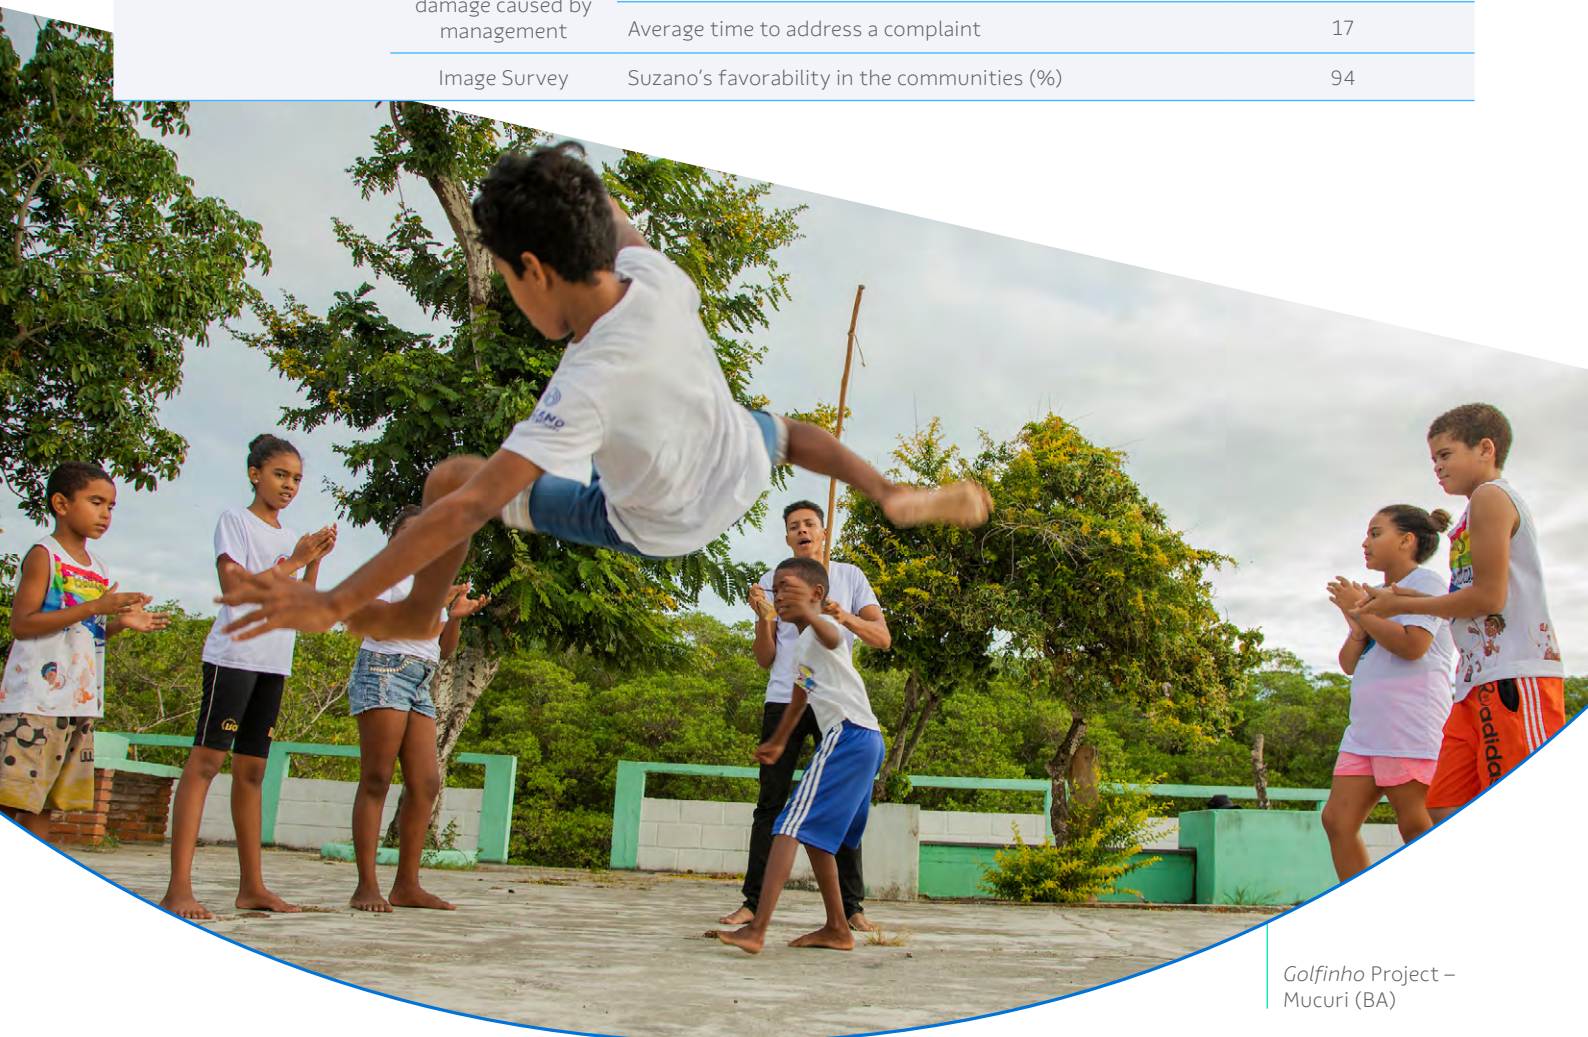 damage caused by
management
Average time to address a complaint 17
Image Survey Suzano's favorability in the communities (%) 94
adidas
Golfinho Project –
Mucuri (BA)